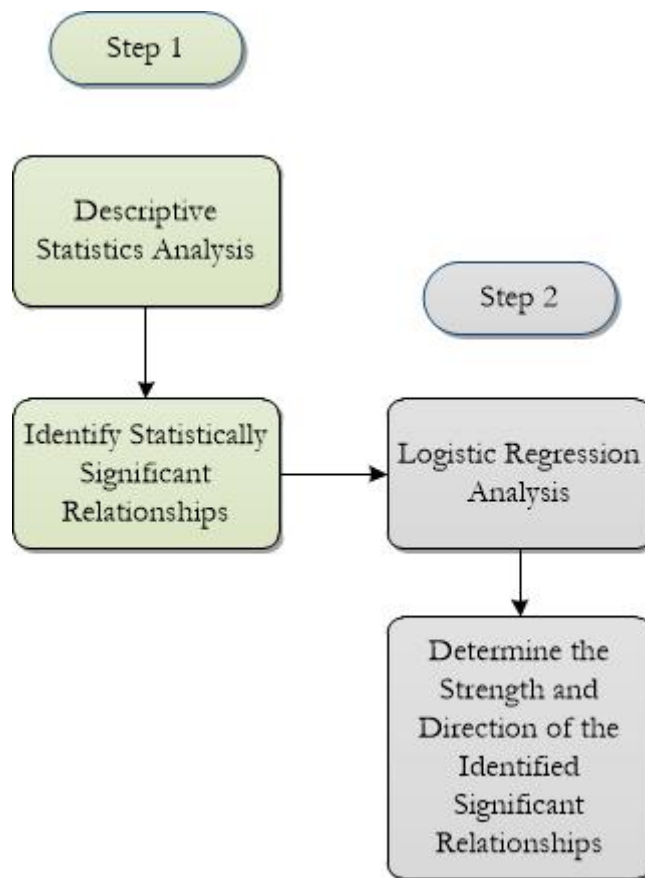 Step 1
Descriptive
Statistics Analysis
Identify Statistically
Significant
Relationships
Step 2
Logistic Regression
Analysis
Determine the
Strength and
Direction of the
Identified
Significant
Relationships